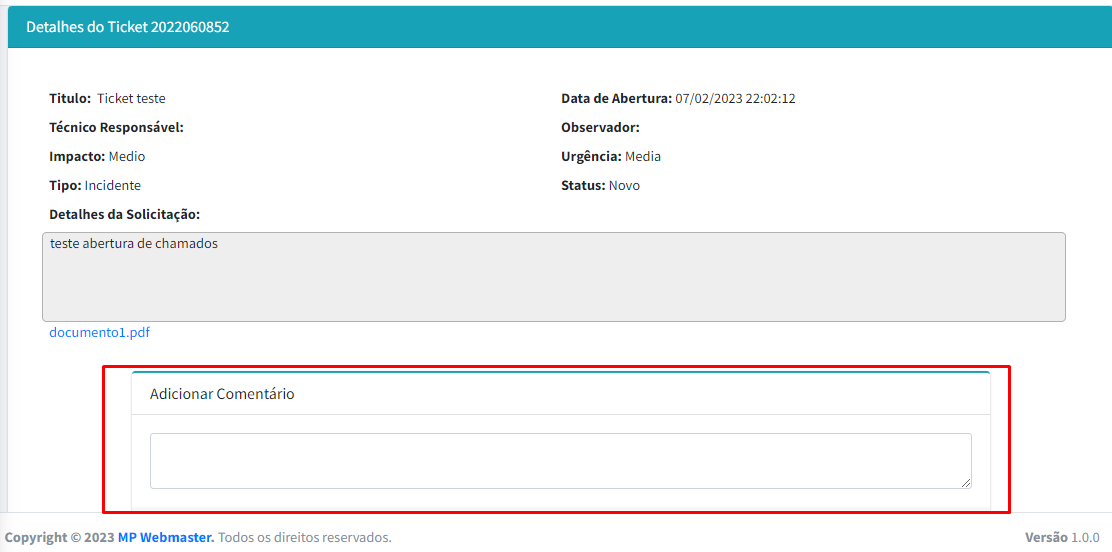 Detalhes do Ticket 2022060852
Titulo: Ticket teste
Data de Abertura: 07/02/2023 22:02:12
Técnico Responsável:
Observador:
Impacto: Medio
Urgência: Media
Tipo: Incidente
Status: Novo
Detalhes da Solicitação:
teste abertura de chamados
documento1.pdf
Adicionar Comentário
Copyright © 2023 MP Webmaster. Todos os direitos reservados.
Versão 1.0.0